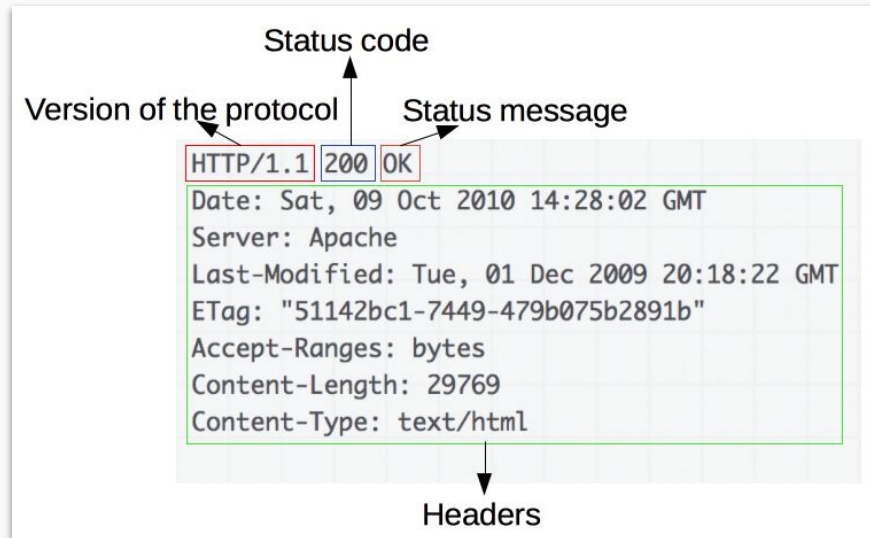 Status code
Version of the protocol
Status message
HTTP/1.1 200 OK
Date: Sat, 09 Oct 2010 14:28:02 GMT
Server: Apache
Last-Modified: Tue, 01 Dec 2009 20:18:22 GMT
ETag: "51142bc1-7449-479b075b2891b"
Accept-Ranges: bytes
Content-Length: 29769
Content-Type: text/html
Headers